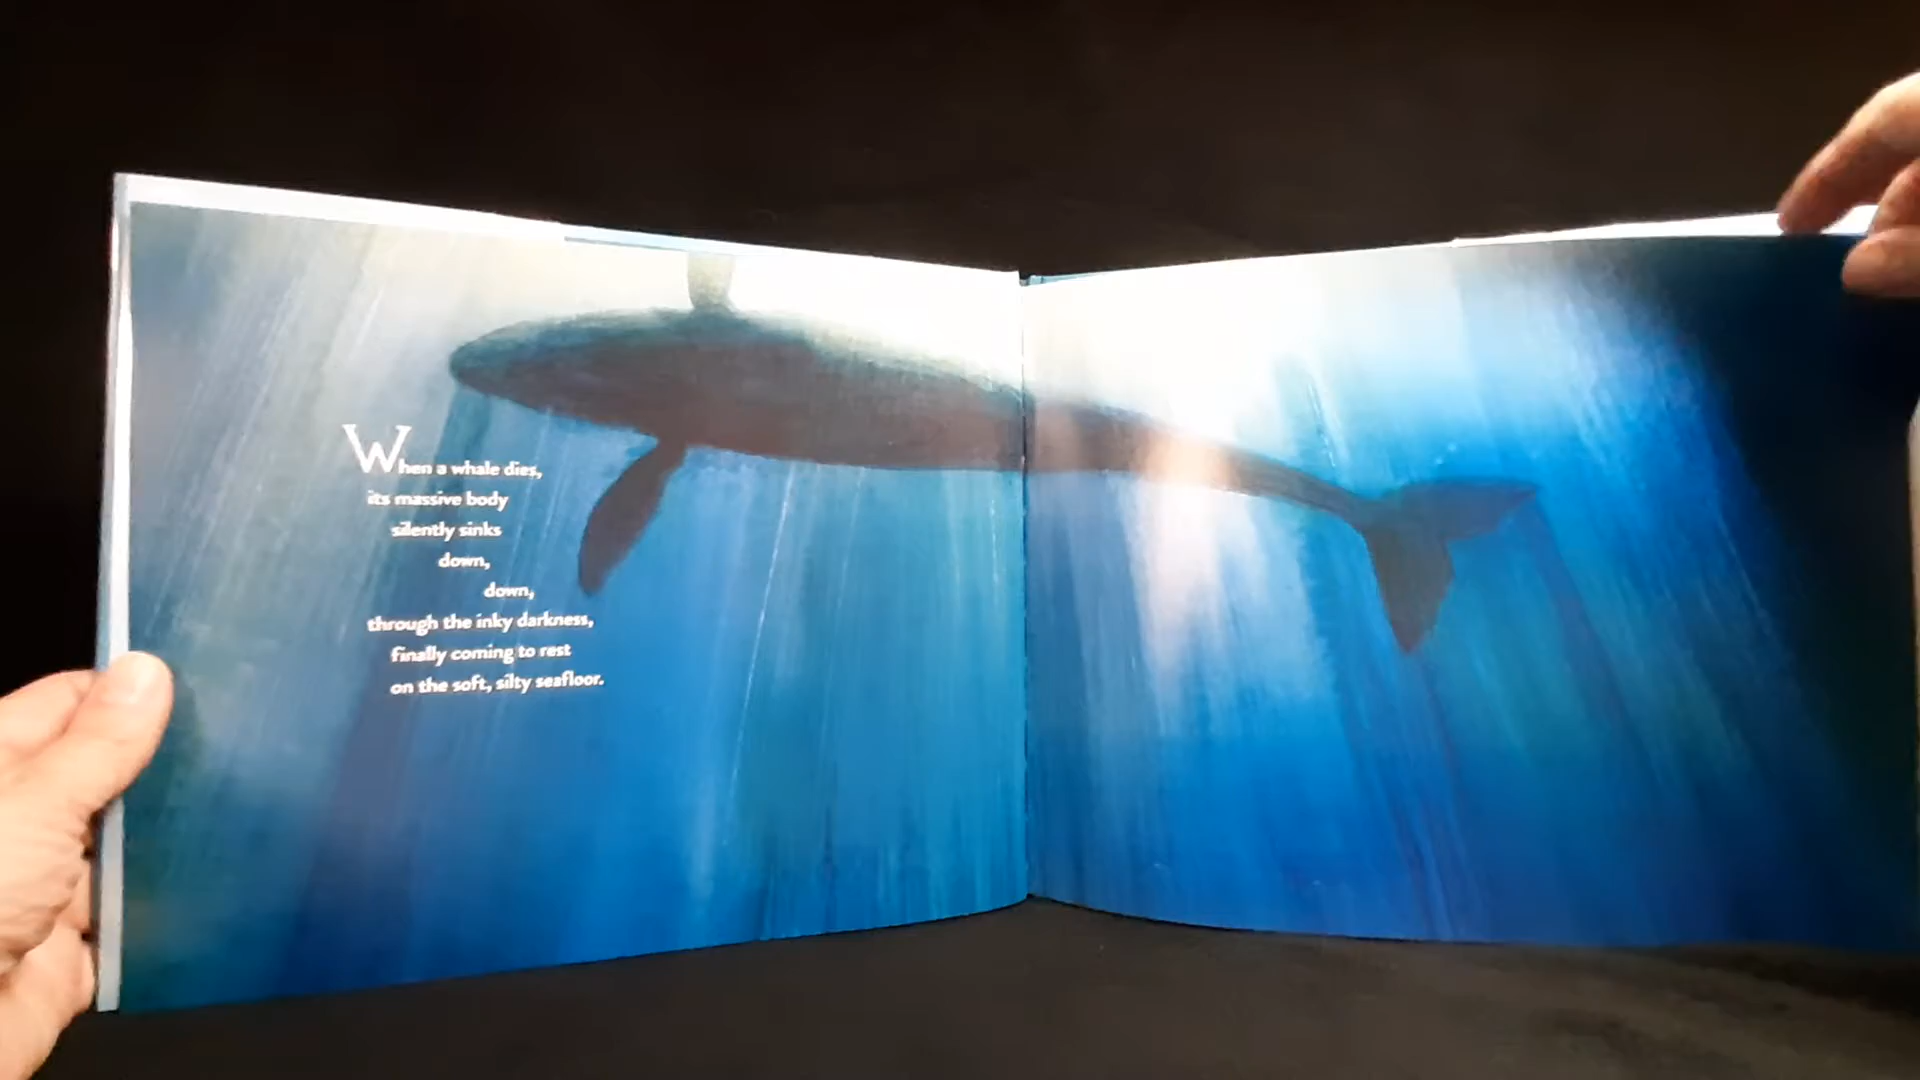 When a whale dies,
its massive body
silently sinks
down,
down,
through the inky darkness,
finally coming to rest
on the soft, silty seafloor.